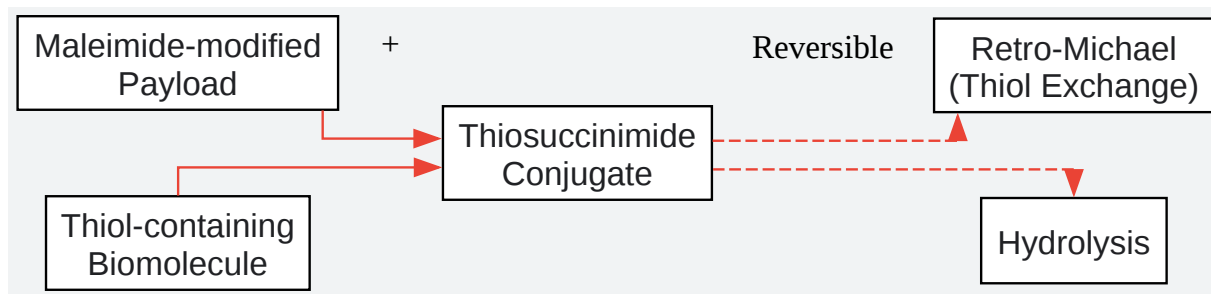 Maleimide-modified
Payload
+
Reversible
Retro-Michael
(Thiol Exchange)
Thiosuccinimide
Conjugate
Thiol-containing
Biomolecule
Hydrolysis